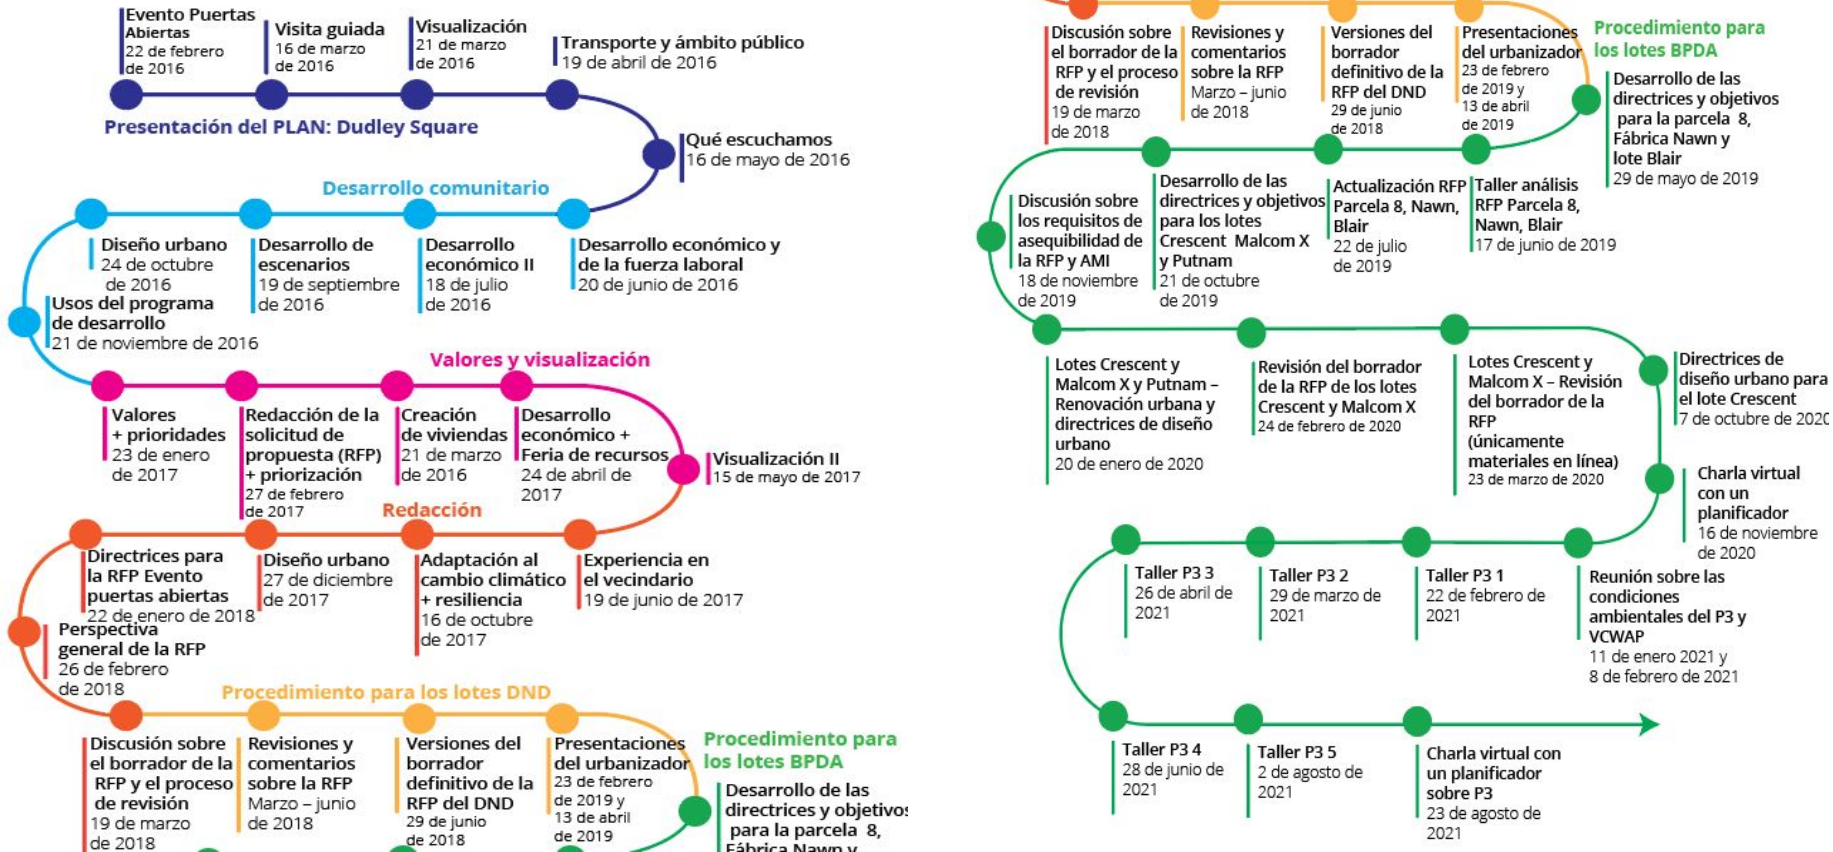 Evento Puertas
Abiertas
22 de febrero
de 2016
Visita guiada
16 de marzo
de 2016
Visualización
21 de marzo
de 2016
Transporte y ámbito público
19 de abril de 2016
Presentación del PLAN: Dudley Square
Qué escuchamos
16 de mayo de 2016
Desarrollo comunitario
Diseño urbano
24 de octubre
de 2016
Desarrollo de
escenarios
19 de septiembre
de 2016
Desarrollo
económico II
18 de julio
de 2016
Desarrollo económico y
de la fuerza laboral
20 de junio de 2016
Usos del programa
de desarrollo
21 de noviembre de 2016
Valores y visualización
Valores
+ prioridades
23 de enero
de 2017
Redacción de la
solicitud de
propuesta (RFP)
+ priorización
27 de febrero
de 2017
Creación
de viviendas
21 de marzo
de 2016
Desarrollo
económico +
Feria de recursos
24 de abril de
2017
Visualización II
15 de mayo de 2017
Redacción
Directrices para
la RFP Evento
puertas abiertas
22 de enero de 2018
Diseño urbano
27 de diciembre
de 2017
Adaptación al
cambio climático
+ resiliencia
16 de octubre
de 2017
Experiencia en
el vecindario
19 de junio de 2017
Perspectiva
general de la RFP
26 de febrero
de 2018
Procedimiento para los lotes DND
Discusión sobre
el borrador de la
RFP y el proceso
de revisión
19 de marzo
de 2018
Revisiones y
comentarios
sobre la RFP
Marzo – junio
de 2018
Versiones del
borrador
definitivo de la
RFP del DND
29 de junio
de 2018
Presentaciones
del urbanizador
23 de febrero
de 2019 y
13 de abril
de 2019
Procedimiento para
los lotes BPDA
Desarrollo de las
directrices y objetivos
para la parcela 8,
Fábrica Nawn y
Discusión sobre
el borrador de la
RFP y el proceso
de revisión
19 de marzo
de 2018
Revisiones y
comentarios
sobre la RFP
Marzo – junio
de 2018
Versiones del
borrador
definitivo de la
RFP del DND
29 de junio
de 2018
Presentaciones
del urbanizador
23 de febrero
de 2019 y
13 de abril
de 2019
Procedimiento para
los lotes BPDA
Desarrollo de las
directrices y objetivos
para la parcela 8,
Fábrica Nawn y
lote Blair
29 de mayo de 2019
Discusión sobre
los requisitos de
asequibilidad de
la RFP y AMI
18 de noviembre
de 2019
Desarrollo de las
directrices y objetivos
para los lotes
Crescent Malcom X
y Putnam
21 de octubre
de 2019
Actualización RFP
Parcela 8, Nawn,
Blair
22 de julio
de 2019
Taller análisis
RFP Parcela 8,
Nawn, Blair
17 de junio de 2019
Lotes Crescent y
Malcom X y Putnam –
Renovación urbana y
directrices de diseño
urbano
20 de enero de 2020
Revisión del borrador
de la RFP de los lotes
Crescent y Malcom X
24 de febrero de 2020
Lotes Crescent y
Malcom X – Revisión
del borrador de la
RFP
(únicamente
materiales en línea)
23 de marzo de 2020
Directrices de
diseño urbano para
el lote Crescent
7 de octubre de 2020
Charla virtual
con un
planificador
16 de noviembre
de 2020
Taller P3 3
26 de abril de
2021
Taller P3 2
29 de marzo de
2021
Taller P3 1
22 de febrero de
2021
Reunión sobre las
condiciones
ambientales del P3 y
VCWAP
11 de enero 2021 y
8 de febrero de 2021
Taller P3 4
28 de junio de
2021
Taller P3 5
2 de agosto de
2021
Charla virtual con
un planificador
sobre P3
23 de agosto de
2021